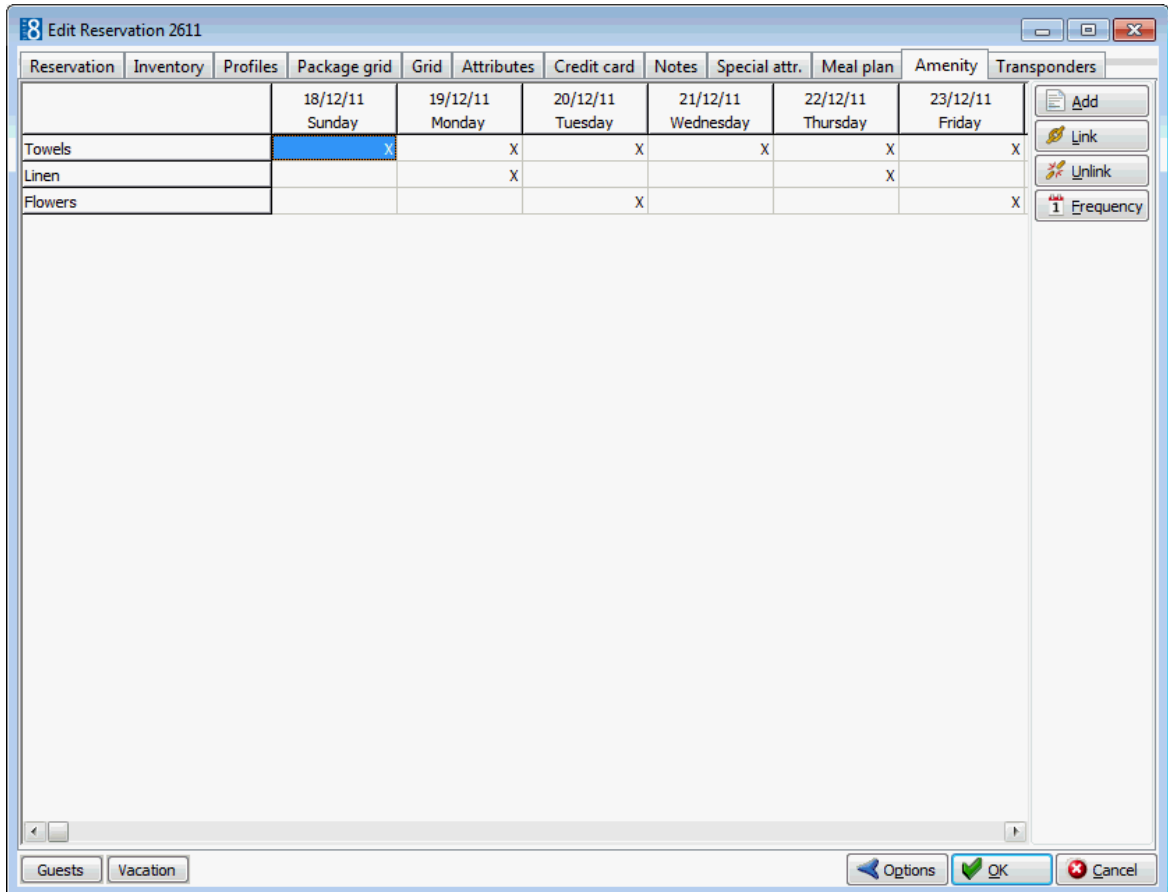 8 Edit Reservation 2611
Reservation Inventory Profiles Package grid Grid Attributes Credit card Notes Special attr. Meal plan Amenity Transponders
18/12/11 19/12/11 20/12/11 21/12/11 22/12/11 23/12/11
Sunday Monday Tuesday Wednesday Thursday Friday
Towels X X X X X X
Linen X X
Flowers X X
Add
Link
Unlink
1 Frequency
Guests Vacation Options OK Cancel